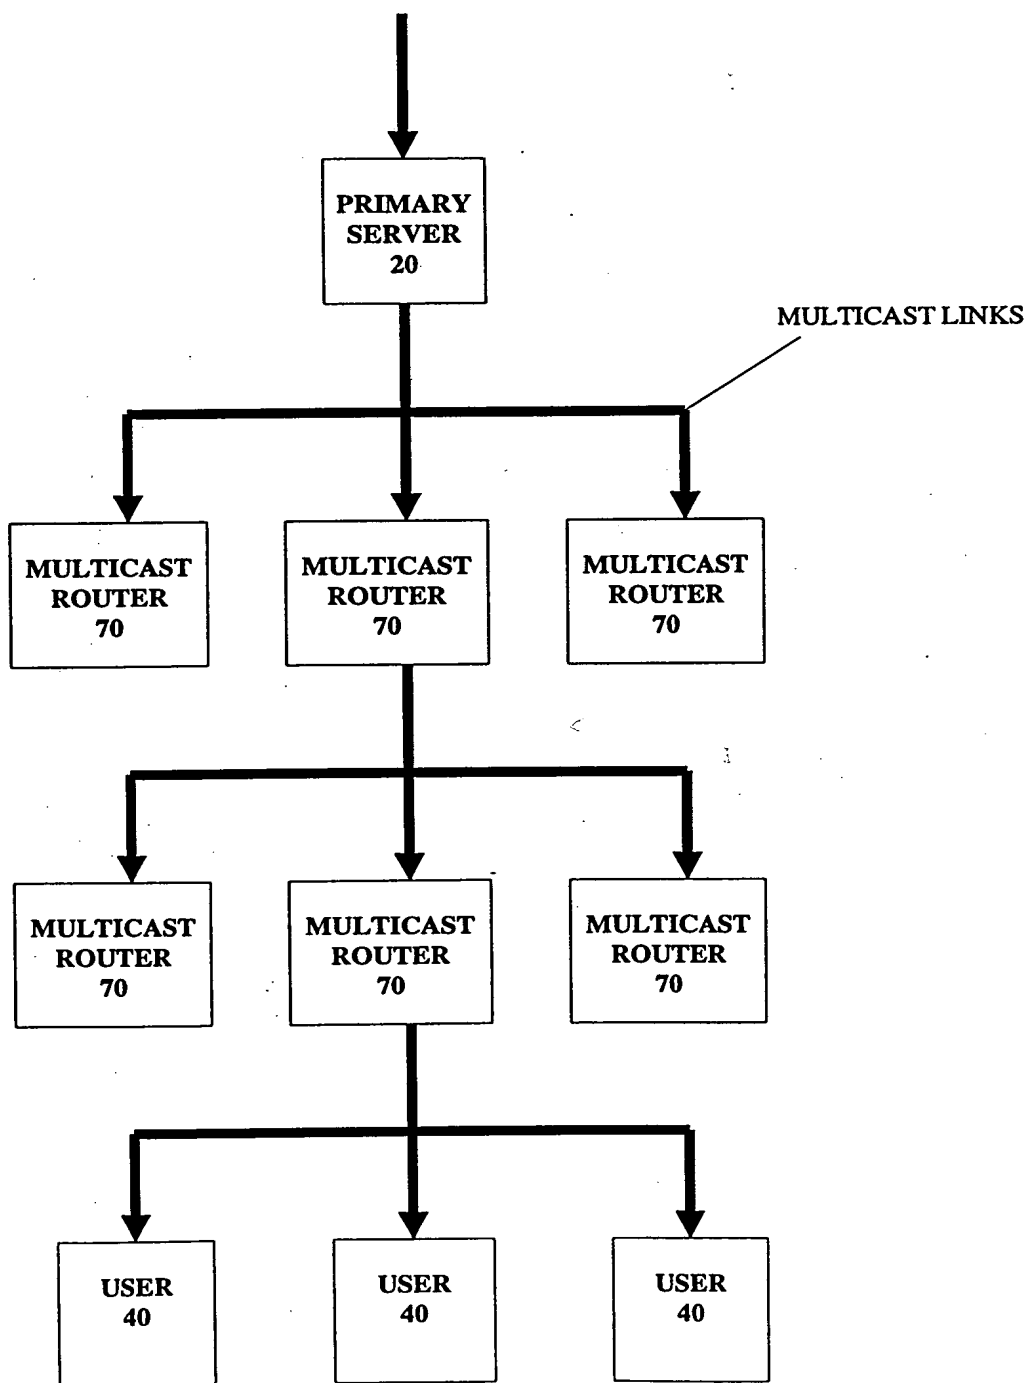 PRIMARY
SERVER
20
MULTICAST LINKS
MULTICAST
ROUTER
70
MULTICAST
ROUTER
70
MULTICAST
ROUTER
70
MULTICAST
ROUTER
70
MULTICAST
ROUTER
70
MULTICAST
ROUTER
70
USER
40
USER
40
USER
40